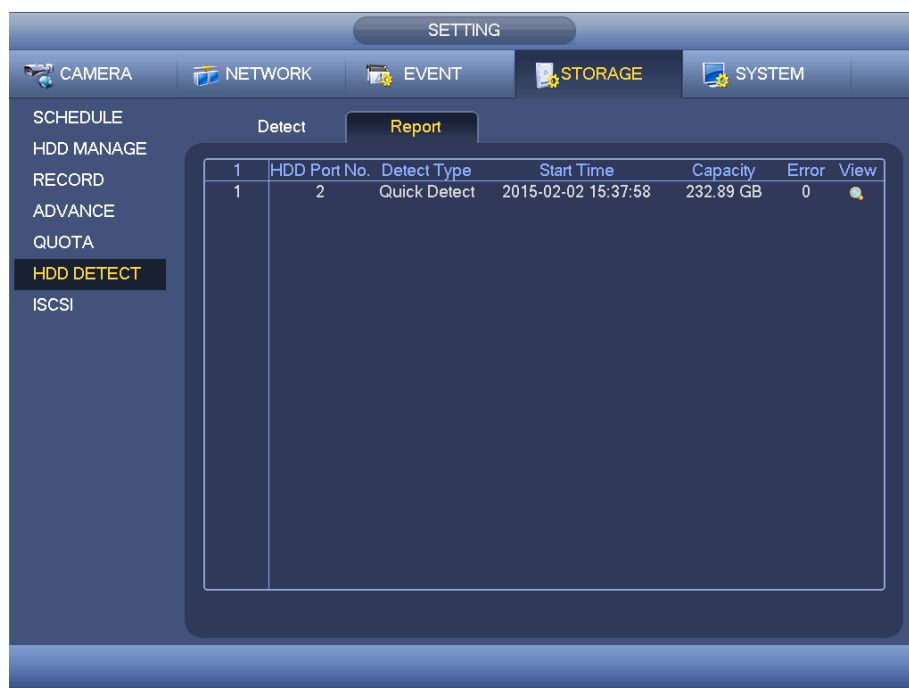 SETTING
CAMERA NETWORK EVENT STORAGE SYSTEM
SCHEDULE
HDD MANAGE
RECORD
ADVANCE
QUOTA
HDD DETECT
ISCSI
Detect Report
1 HDD Port No. Detect Type Start Time Capacity Error View
1 2 Quick Detect 2015-02-02 15:37:58 232.89 GB 0